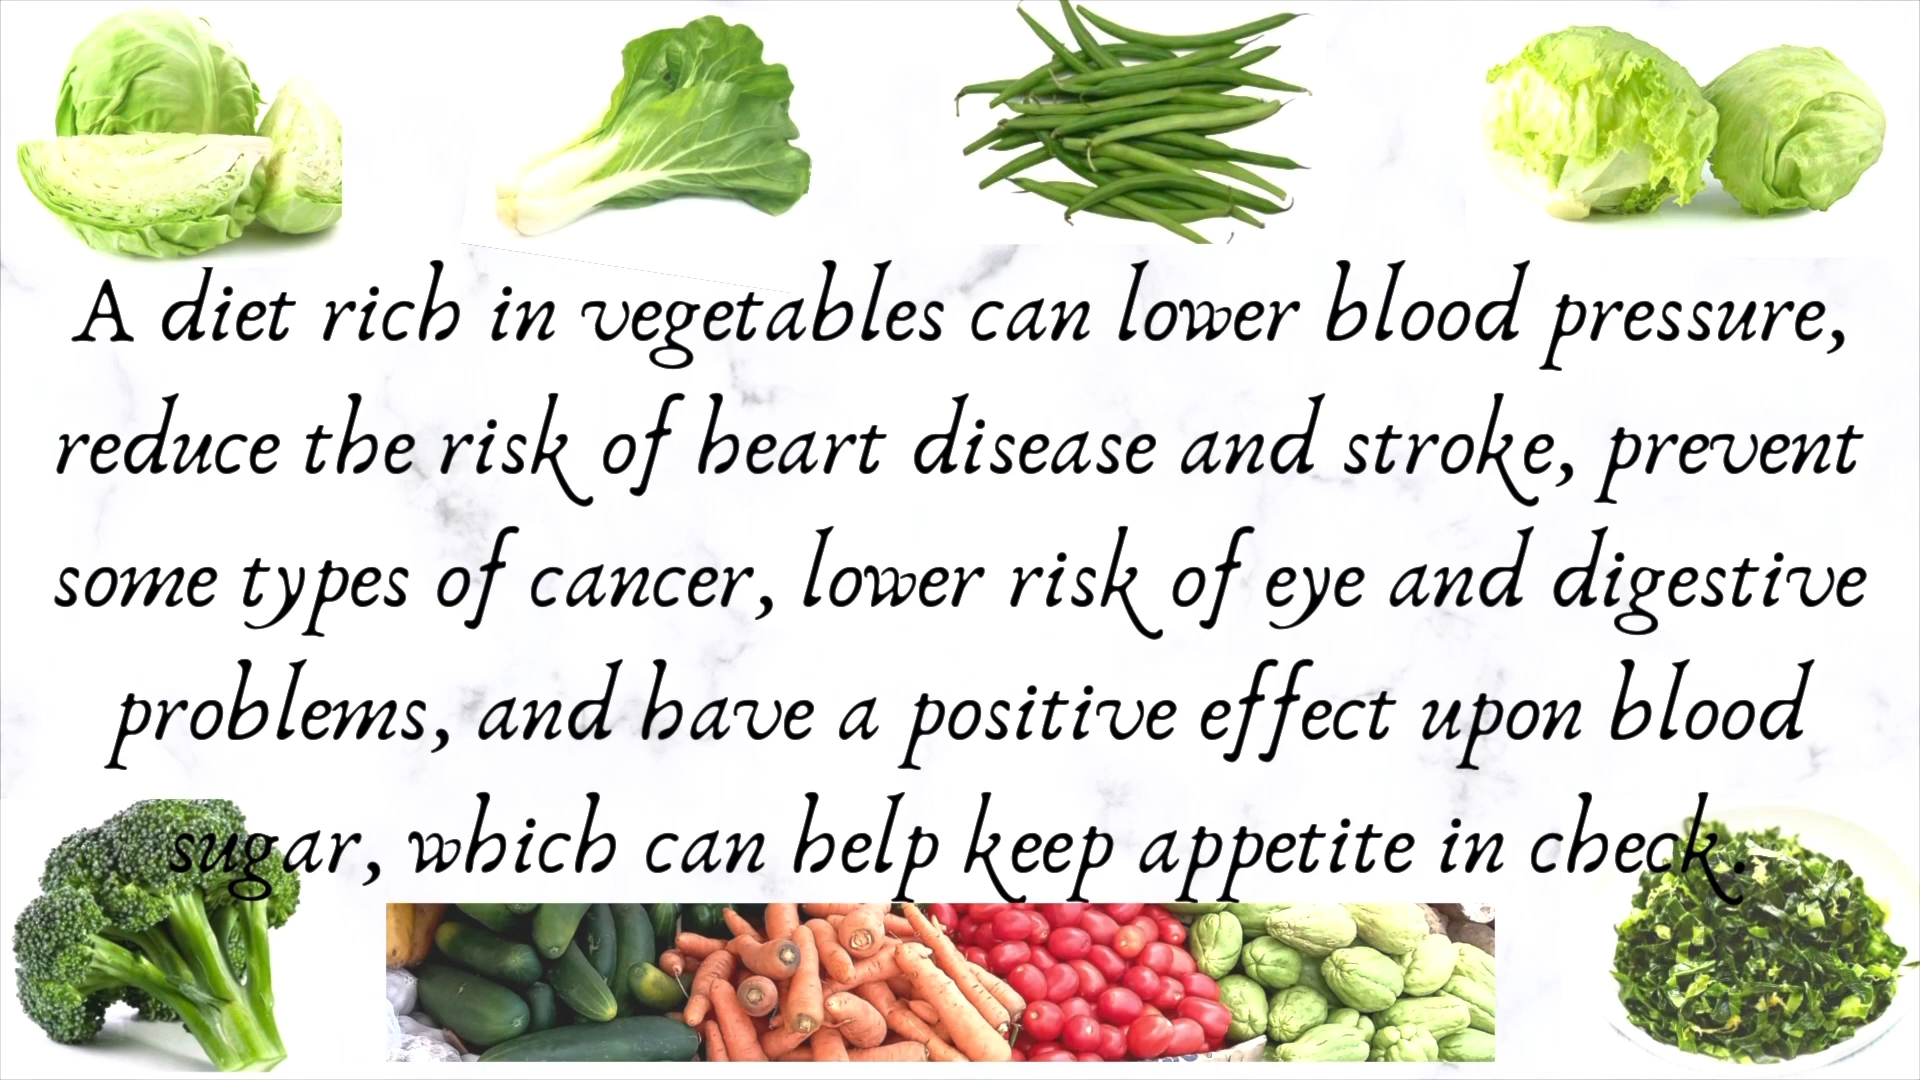 A diet rich in vegetables can lower blood pressure,
reduce the risk of heart disease and stroke, prevent
some types of cancer, lower risk of eye and digestive
problems, and have a positive effect upon blood
sugar, which can help keep appetite in check.